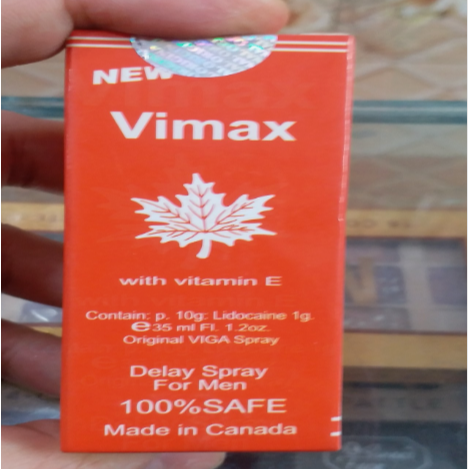 NEW
Vimax
with vitamin E
Contain: p. 10g: Lidocaine 1g.
℮35 ml Fl. 1.2oz.
Original VIGA Spray
Delay Spray
For Men
100%SAFE
Made in Canada